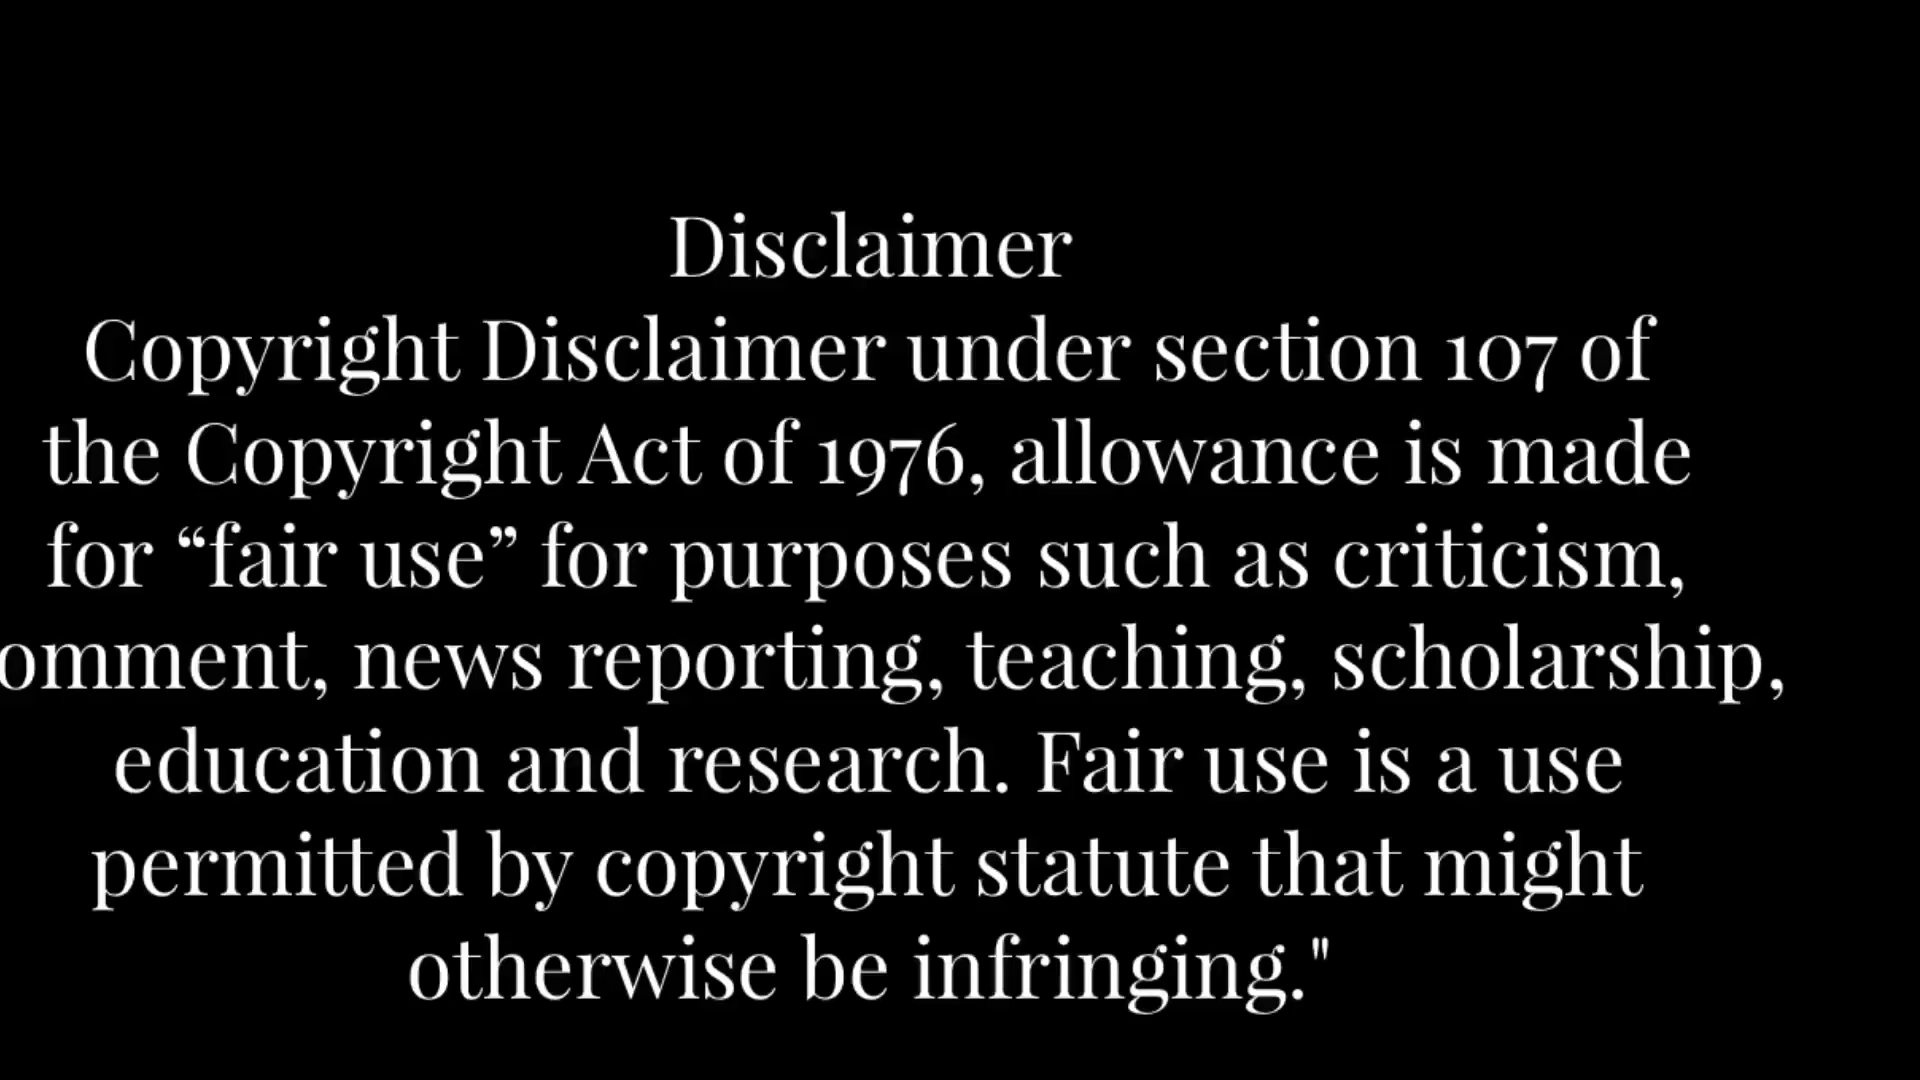 Disclaimer
Copyright Disclaimer under section 107 of
the Copyright Act of 1976, allowance is made
for “fair use” for purposes such as criticism,
omment, news reporting, teaching, scholarship,
education and research. Fair use is a use
permitted by copyright statute that might
otherwise be infringing."